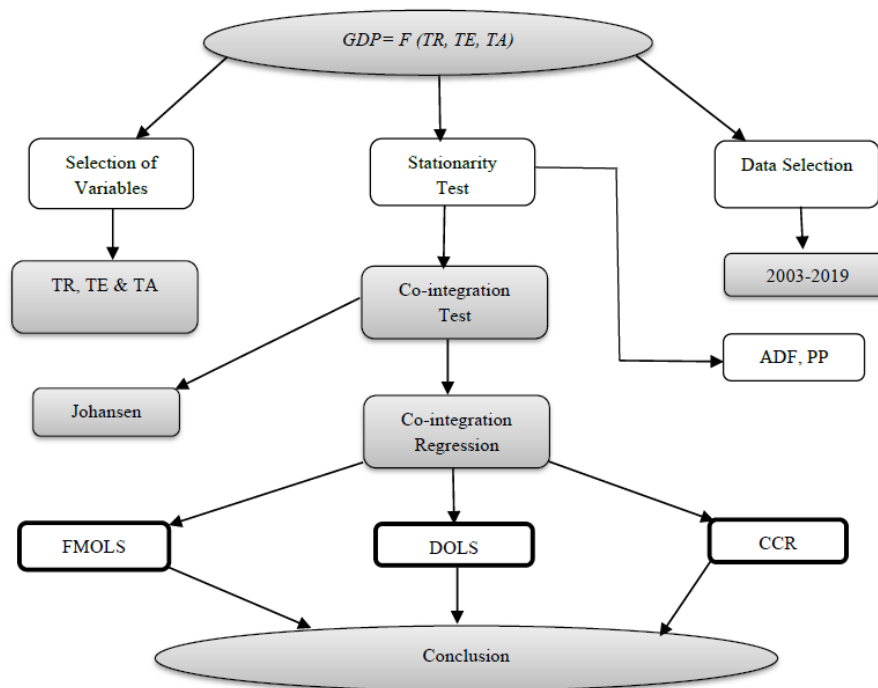 GDP= F (TR, TE, TA)
Selection of
Variables
Stationarity
Test
Data Selection
TR, TE & TA
Co-integration
Test
2003-2019
ADF, PP
Johansen
Co-integration
Regression
FMOLS
DOLS
CCR
Conclusion